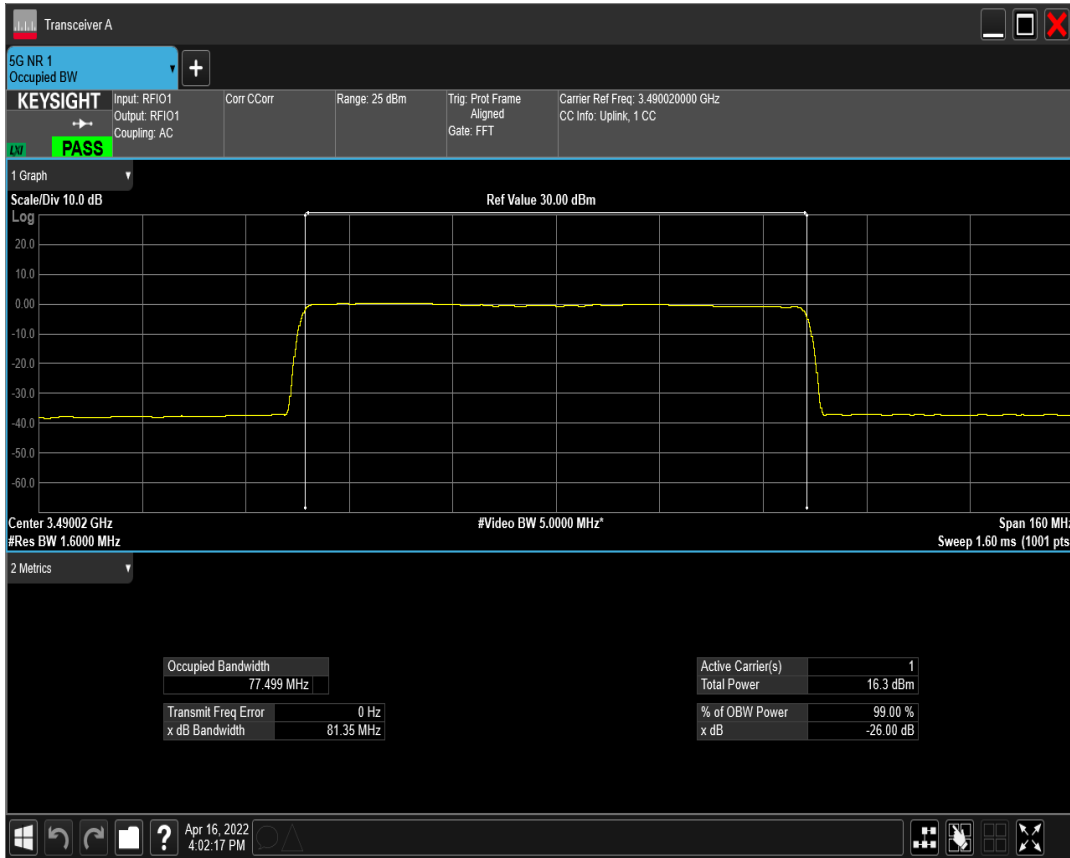 Transceiver A
5G NR 1
Occupied BW
+
KEYSIGHT
LXI
PASS
Input: RFIO1
Output: RFIO1
Coupling: AC
Corr CCorr
Range: 25 dBm
Trig: Prot Frame
Aligned
Gate: FFT
Carrier Ref Freq: 3.490020000 GHz
CC Info: Uplink, 1 CC
1 Graph
Scale/Div 10.0 dB
Ref Value 30.00 dBm
Log
20.0
10.0
0.00
-10.0
-20.0
-30.0
-40.0
-50.0
-60.0
Center 3.49002 GHz
#Video BW 5.0000 MHz*
Span 160 MHz
#Res BW 1.6000 MHz
Sweep 1.60 ms (1001 pts
2 Metrics
Occupied Bandwidth
77.499 MHz
Transmit Freq Error 0 Hz
x dB Bandwidth 81.35 MHz
Active Carrier(s) 1
Total Power 16.3 dBm
% of OBW Power 99.00 %
x dB -26.00 dB
?
Apr 16, 2022
4:02:17 PM